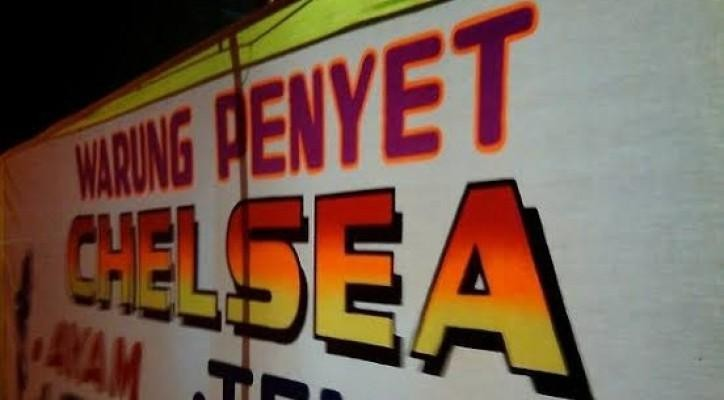 WARUNG PENYET
CHELSEA
· AYAM